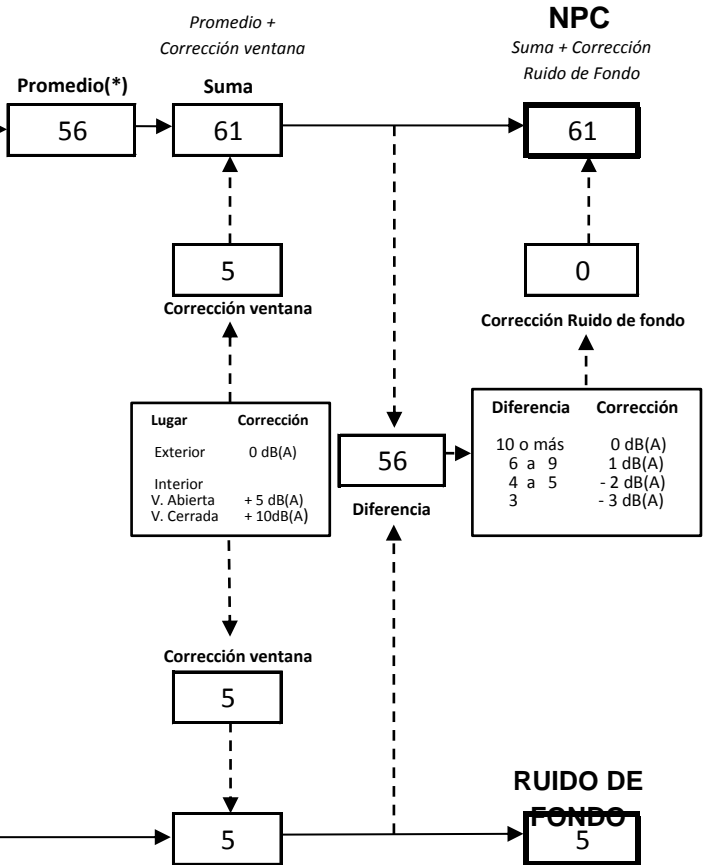 Promedio +
Corrección ventana
NPC
Suma + Corrección
Ruido de Fondo
Promedio(*)
Suma
56
61
61
5
Corrección ventana
0
Corrección Ruido de fondo
Lugar Corrección
Exterior 0 dB(A)
Interior
V. Abierta + 5 dB(A)
V. Cerrada + 10dB(A)
56
Diferencia
Diferencia Corrección
10 o más 0 dB(A)
6 a 9 1 dB(A)
4 a 5 - 2 dB(A)
3 - 3 dB(A)
Corrección ventana
5
5
RUIDO DE
FONDO
5